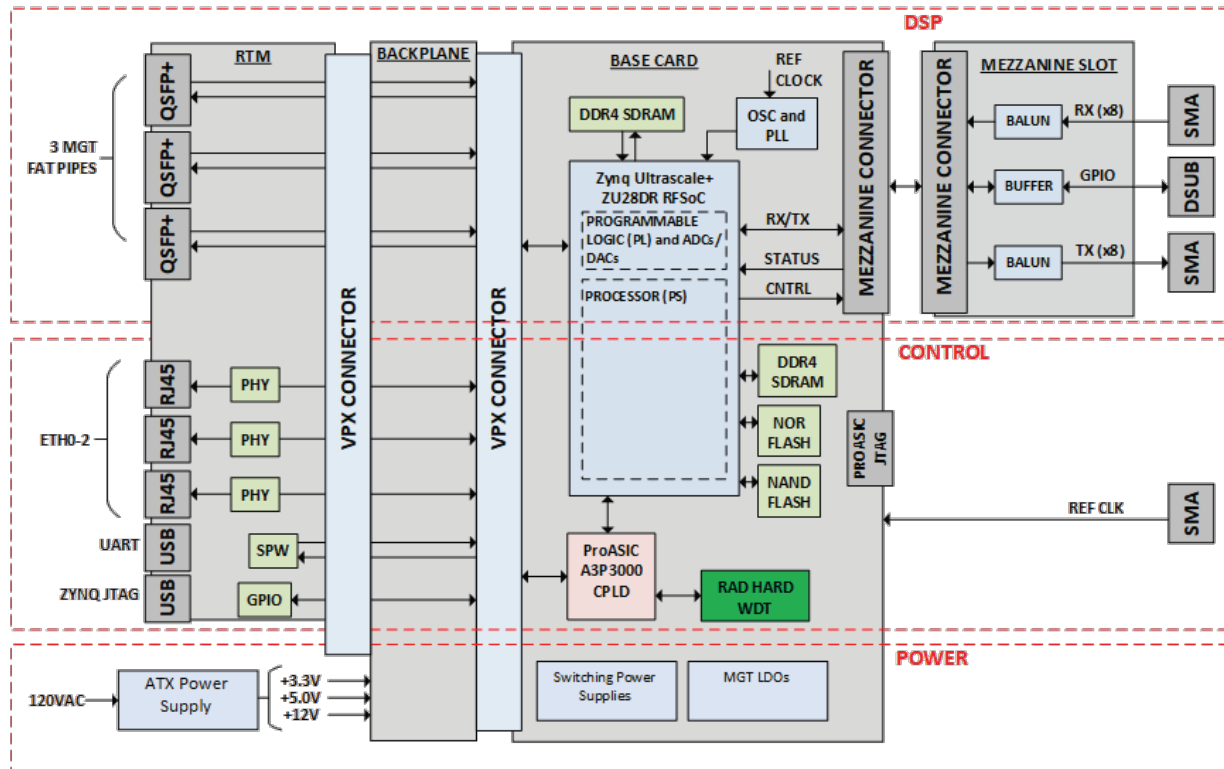 DSP
RTM
BACKPLANE
BASE CARD
MEZZANINE SLOT
3 MGT
FAT PIPES
QSFP+
QSFP+
QSFP+
VPX CONNECTOR
VPX CONNECTOR
REF
CLOCK
DDR4 SDRAM
OSC and
PLL
Zynq Ultrascale+
ZU28DR RFSoC
PROGRAMMABLE
LOGIC (PL) and ADCs/
DACs
PROCESSOR (PS)
RX/TX
STATUS
CNTRL
MEZZANINE CONNECTOR
MEZZANINE CONNECTOR
BALUN
RX (x8)
SMA
BUFFER
GPIO
DSUB
BALUN
TX (x8)
SMA
CONTROL
ETH0-2
RJ45
PHY
RJ45
PHY
RJ45
PHY
UART
USB
SPW
ZYNQ JTAG
USB
GPIO
DDR4
SDRAM
NOR
FLASH
NAND
FLASH
PROASIC
JTAG
REF CLK
SMA
ProASIC
A3P3000
CPLD
RAD HARD
WDT
POWER
120VAC
ATX Power
Supply
+3.3V
+5.0V
+12V
Switching Power
Supplies
MGT LDOs